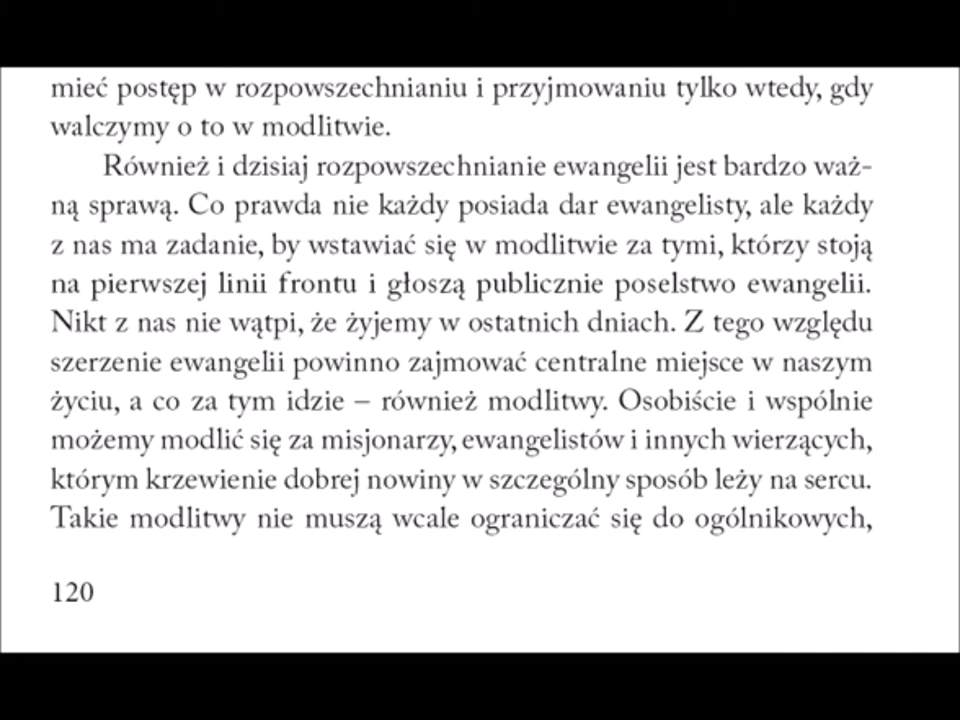 mieć postęp w rozpowszechnianiu i przyjmowaniu tylko wtedy, gdy
walczymy o to w modlitwie.
Również i dzisiaj rozpowszechnianie ewangelii jest bardzo waż-
ną sprawą. Co prawda nie każdy posiada dar ewangelisty, ale każdy
z nas ma zadanie, by wstawiać się w modlitwie za tymi, którzy stoją
na pierwszej linii frontu i głoszą publicznie poselstwo ewangelii.
Nikt z nas nie wątpi, że żyjemy w ostatnich dniach. Z tego względu
szerzenie ewangelii powinno zajmować centralne miejsce w naszym
życiu, a co za tym idzie – również modlitwy. Osobiście i wspólnie
możemy modlić się za misjonarzy, ewangelistów i innych wierzących,
którym krzewienie dobrej nowiny w szczególny sposób leży na sercu.
Takie modlitwy nie muszą wcale ograniczać się do ogólnikowych,
120